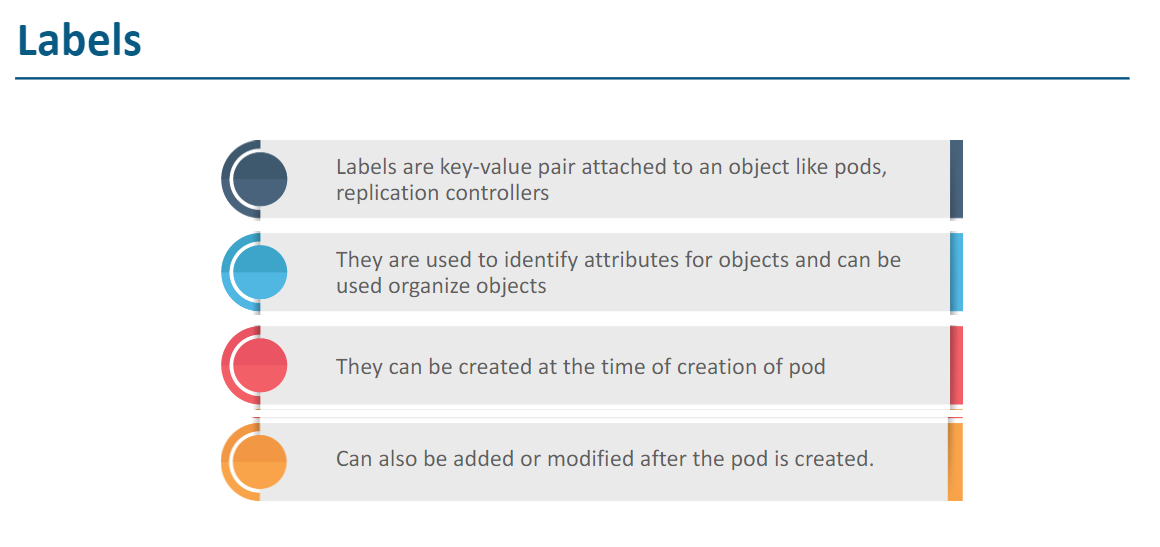 Labels
Labels are key-value pair attached to an object like pods,
replication controllers
They are used to identify attributes for objects and can be
used organize objects
They can be created at the time of creation of pod
Can also be added or modified after the pod is created.